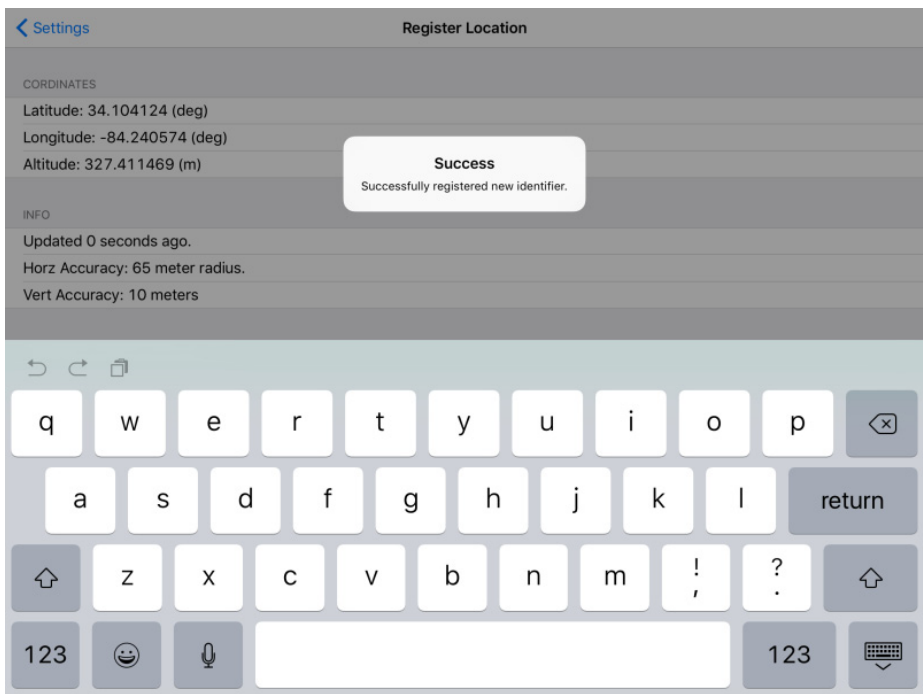 Settings
Register Location
CORDINATES
Latitude: 34.104124 (deg)
Longitude: -84.240574 (deg)
Altitude: 327.411469 (m)
Success
Successfully registered new identifier.
INFO
Updated 0 seconds ago.
Horz Accuracy: 65 meter radius.
Vert Accuracy: 10 meters
q w e r t y u i o p
a s d f g h j k l return
z x c v b n m ! , ? .
123 123